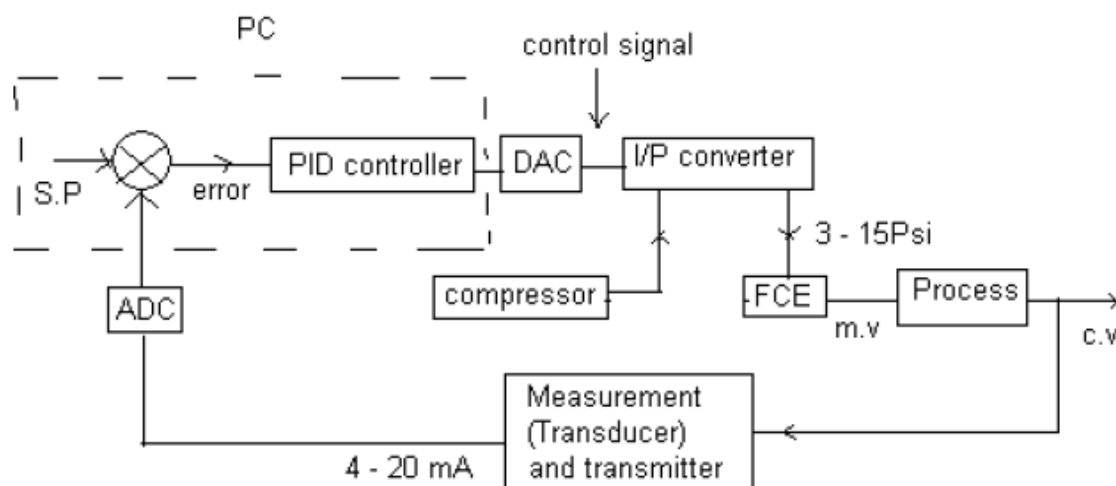 PC
control signal
S.P
error
PID controller
DAC
I/P converter
3 - 15Psi
compressor
FCE
m.v
Process
c.v
ADC
Measurement
(Transducer)
and transmitter
4 - 20 mA